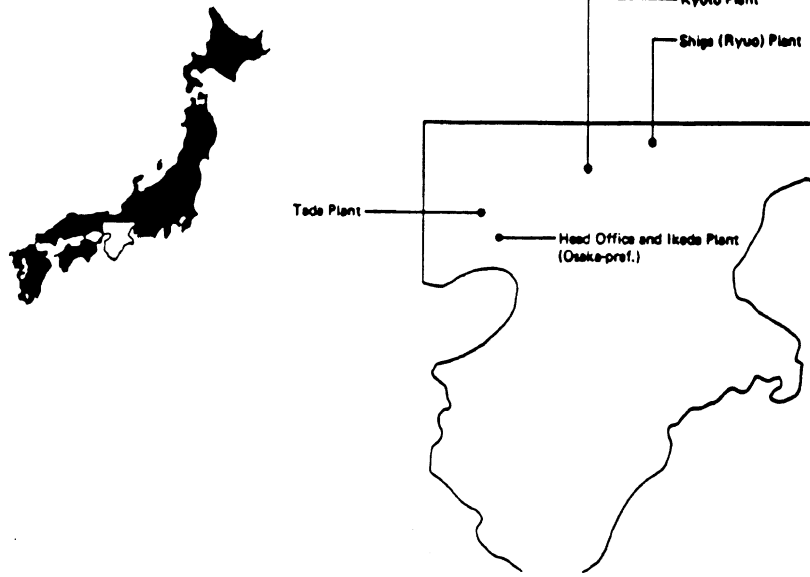 Kyoto Plant
Shiga (Ryuo) Plant
Tada Plant
Head Office and Ikeda Plant
(Osaka-pref.)